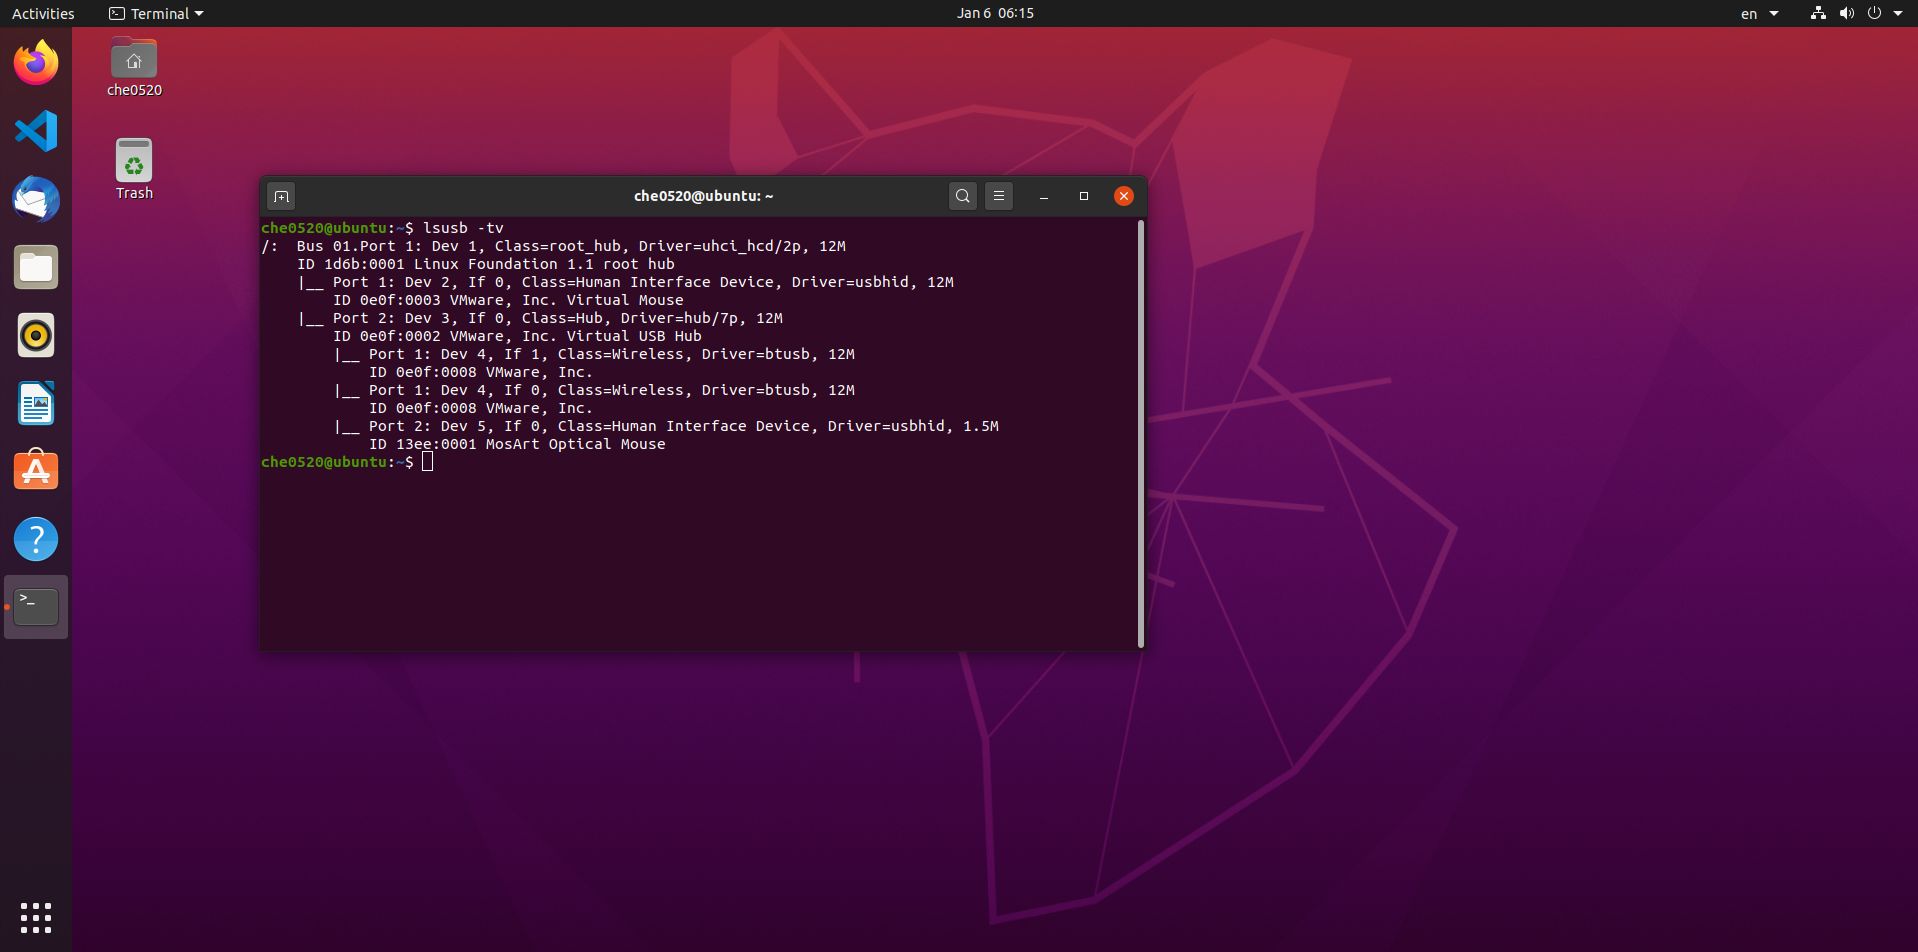 Activities
Terminal
Jan 6 06:15
en
che0520
Trash
che0520@ubuntu: ~
che0520@ubuntu:~$ lsusb -tv
/:  Bus 01.Port 1: Dev 1, Class=root_hub, Driver=uhci_hcd/2p, 12M
    ID 1d6b:0001 Linux Foundation 1.1 root hub
    |__ Port 1: Dev 2, If 0, Class=Human Interface Device, Driver=usbhid, 12M
        ID 0e0f:0003 VMware, Inc. Virtual Mouse
    |__ Port 2: Dev 3, If 0, Class=Hub, Driver=hub/7p, 12M
        ID 0e0f:0002 VMware, Inc. Virtual USB Hub
        |__ Port 1: Dev 4, If 1, Class=Wireless, Driver=btusb, 12M
            ID 0e0f:0008 VMware, Inc.
        |__ Port 1: Dev 4, If 0, Class=Wireless, Driver=btusb, 12M
            ID 0e0f:0008 VMware, Inc.
        |__ Port 2: Dev 5, If 0, Class=Human Interface Device, Driver=usbhid, 1.5M
            ID 13ee:0001 MosArt Optical Mouse
che0520@ubuntu:~$